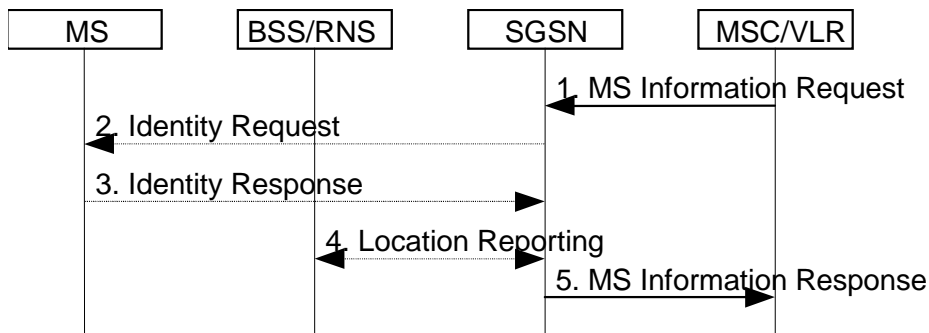 MS
BSS/RNS
SGSN
MSC/VLR
1. MS Information Request
2. Identity Request
3. Identity Response
4. Location Reporting
5. MS Information Response